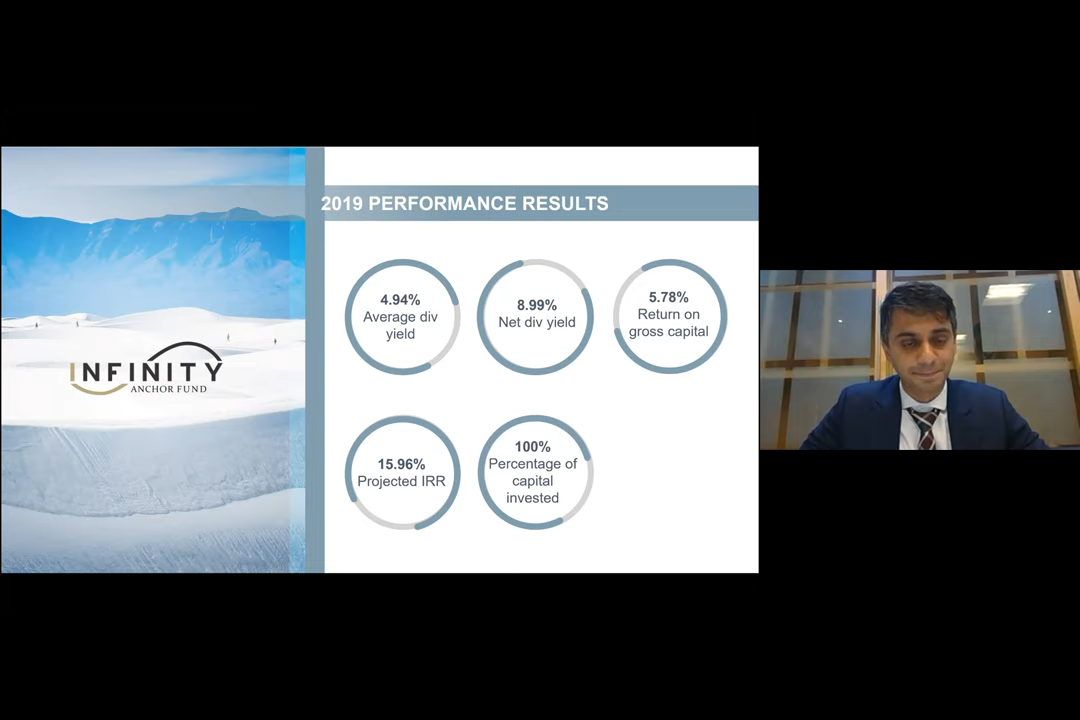 2019 PERFORMANCE RESULTS
4.94%
Average div
yield
8.99%
Net div yield
5.78%
Return on
gross capital
INFINITY
ANCHOR FUND
15.96%
Projected IRR
100%
Percentage of
capital
invested